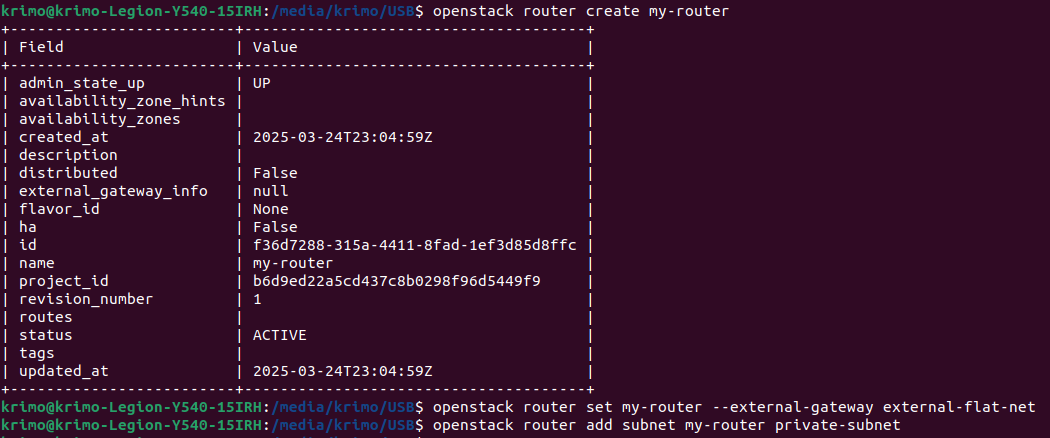 krimo@krimo-Legion-Y540-15IRH:/media/krimo/USB$ openstack router create my-router
+-------------------------+--------------------------------------+
| Field                   | Value                                |
+-------------------------+--------------------------------------+
| admin_state_up          | UP                                   |
| availability_zone_hints |                                      |
| availability_zones      |                                      |
| created_at              | 2025-03-24T23:04:59Z                 |
| description             |                                      |
| distributed             | False                                |
| external_gateway_info   | null                                 |
| flavor_id               | None                                 |
| ha                      | False                                |
| id                      | f36d7288-315a-4411-8fad-1ef3d85d8ffc |
| name                    | my-router                            |
| project_id              | b6d9ed22a5cd437c8b0298f96d5449f9     |
| revision_number         | 1                                    |
| routes                  |                                      |
| status                  | ACTIVE                               |
| tags                    |                                      |
| updated_at              | 2025-03-24T23:04:59Z                 |
+-------------------------+--------------------------------------+
krimo@krimo-Legion-Y540-15IRH:/media/krimo/USB$ openstack router set my-router --external-gateway external-flat-net
krimo@krimo-Legion-Y540-15IRH:/media/krimo/USB$ openstack router add subnet my-router private-subnet